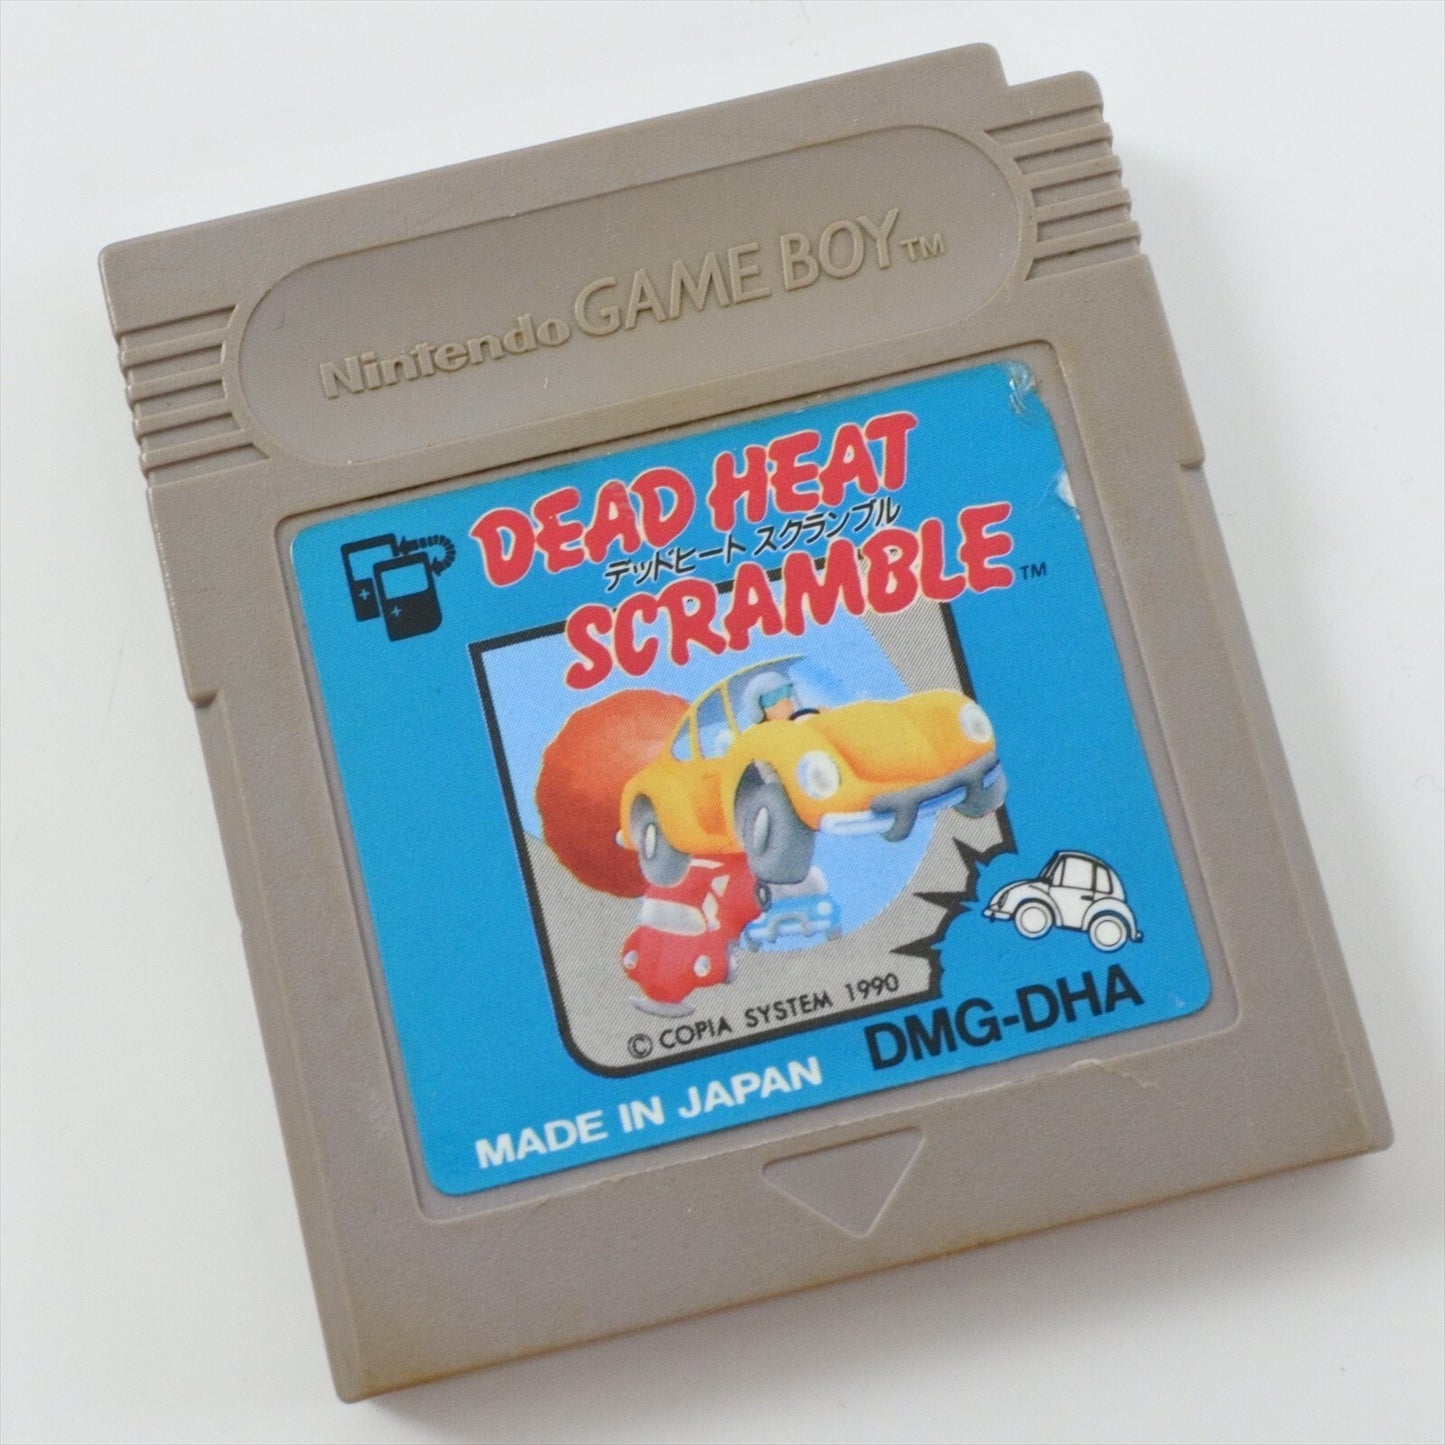 Nintendo GAME BOY™
DEAD HEAT
デッドヒート スクランブル
SCRAMBLE™
© COPIA SYSTEM 1990
DMG-DHA
MADE IN JAPAN